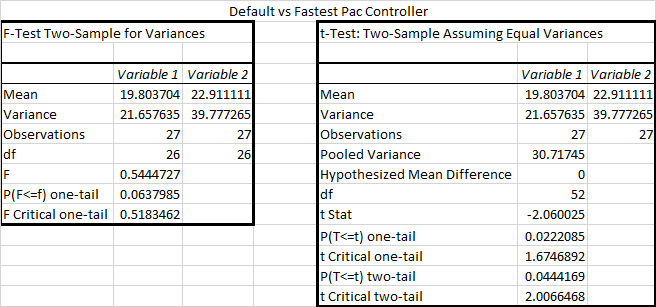 Default vs Fastest Pac Controller
F-Test Two-Sample for Variances
Variable 1 Variable 2
Mean 19.803704 22.911111
Variance 21.657635 39.777265
Observations 27 27
df 26 26
F 0.5444727
P(F<=f) one-tail 0.0637985
F Critical one-tail 0.5183462
t-Test: Two-Sample Assuming Equal Variances
Variable 1 Variable 2
Mean 19.803704 22.911111
Variance 21.657635 39.777265
Observations 27 27
Pooled Variance 30.71745
Hypothesized Mean Difference 0
df 52
t Stat -2.060025
P(T<=t) one-tail 0.0222085
t Critical one-tail 1.6746892
P(T<=t) two-tail 0.0444169
t Critical two-tail 2.0066468